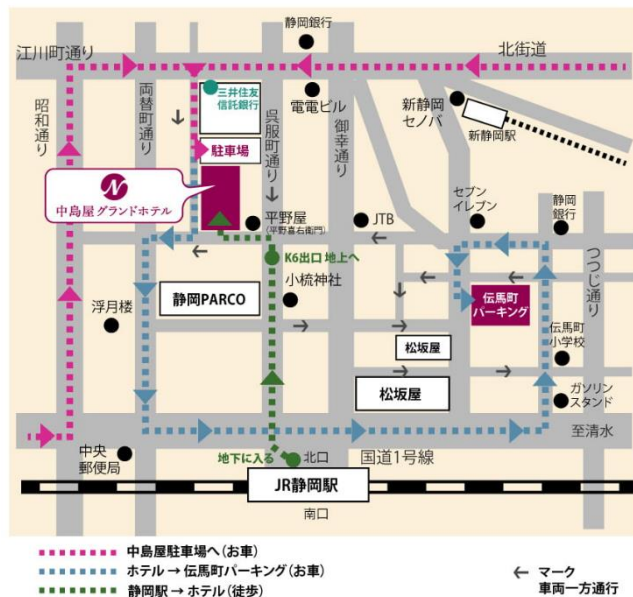 静岡銀行
江川町通り
北街道
昭和通り
両替町通り
三井住友
信託銀行
呉服町通り
電電ビル
御幸通り
新静岡
セノバ
新静岡駅
駐車場
N
中島屋グランドホテル
平野屋
(平野喜右衛門)
JTB
セブン
イレブン
静岡
銀行
つつじ通り
K6出口 地上へ
小梳神社
静岡PARCO
浮月楼
伝馬町
パーキング
松坂屋
伝馬町
小学校
松坂屋
ガソリン
スタンド
中央
郵便局
地下に入る
北口
国道1号線
至清水
JR静岡駅
南口
中島屋駐車場へ(お車)
ホテル → 伝馬町パーキング(お車)
静岡駅 → ホテル(徒歩)
← マーク
車両一方通行